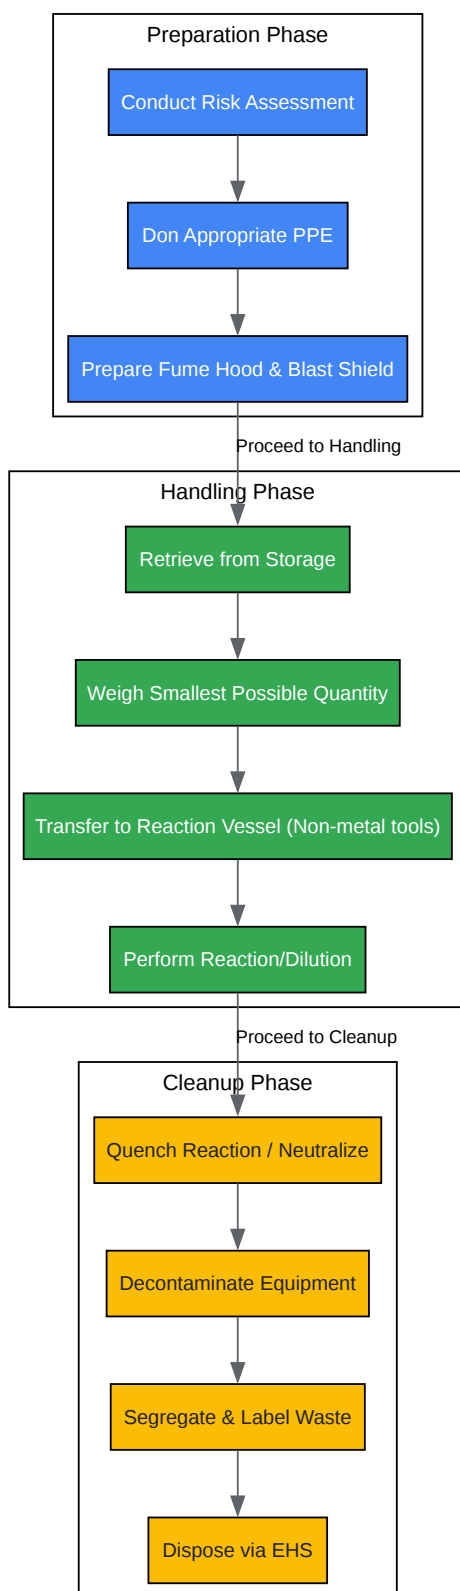 Preparation Phase
Conduct Risk Assessment
Don Appropriate PPE
Prepare Fume Hood & Blast Shield
Proceed to Handling
Handling Phase
Retrieve from Storage
Weigh Smallest Possible Quantity
Transfer to Reaction Vessel (Non-metal tools)
Perform Reaction/Dilution
Proceed to Cleanup
Cleanup Phase
Quench Reaction / Neutralize
Decontaminate Equipment
Segregate & Label Waste
Dispose via EHS